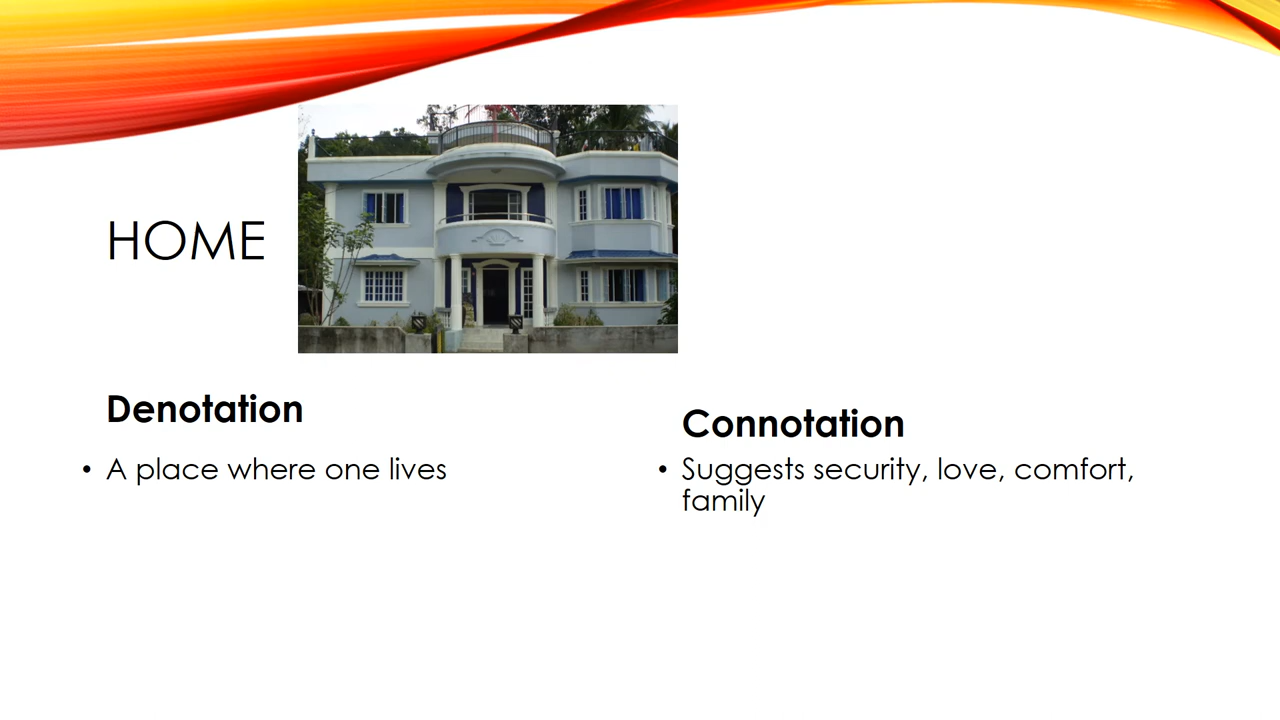 HOME
Denotation
• A place where one lives
Connotation
• Suggests security, love, comfort,
family